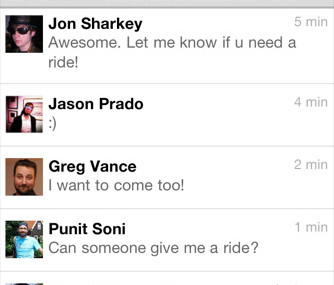 Jon Sharkey
5 min
Awesome. Let me know if u need a
ride!
Jason Prado
4 min
:)
Greg Vance
2 min
I want to come too!
Punit Soni
1 min
Can someone give me a ride?